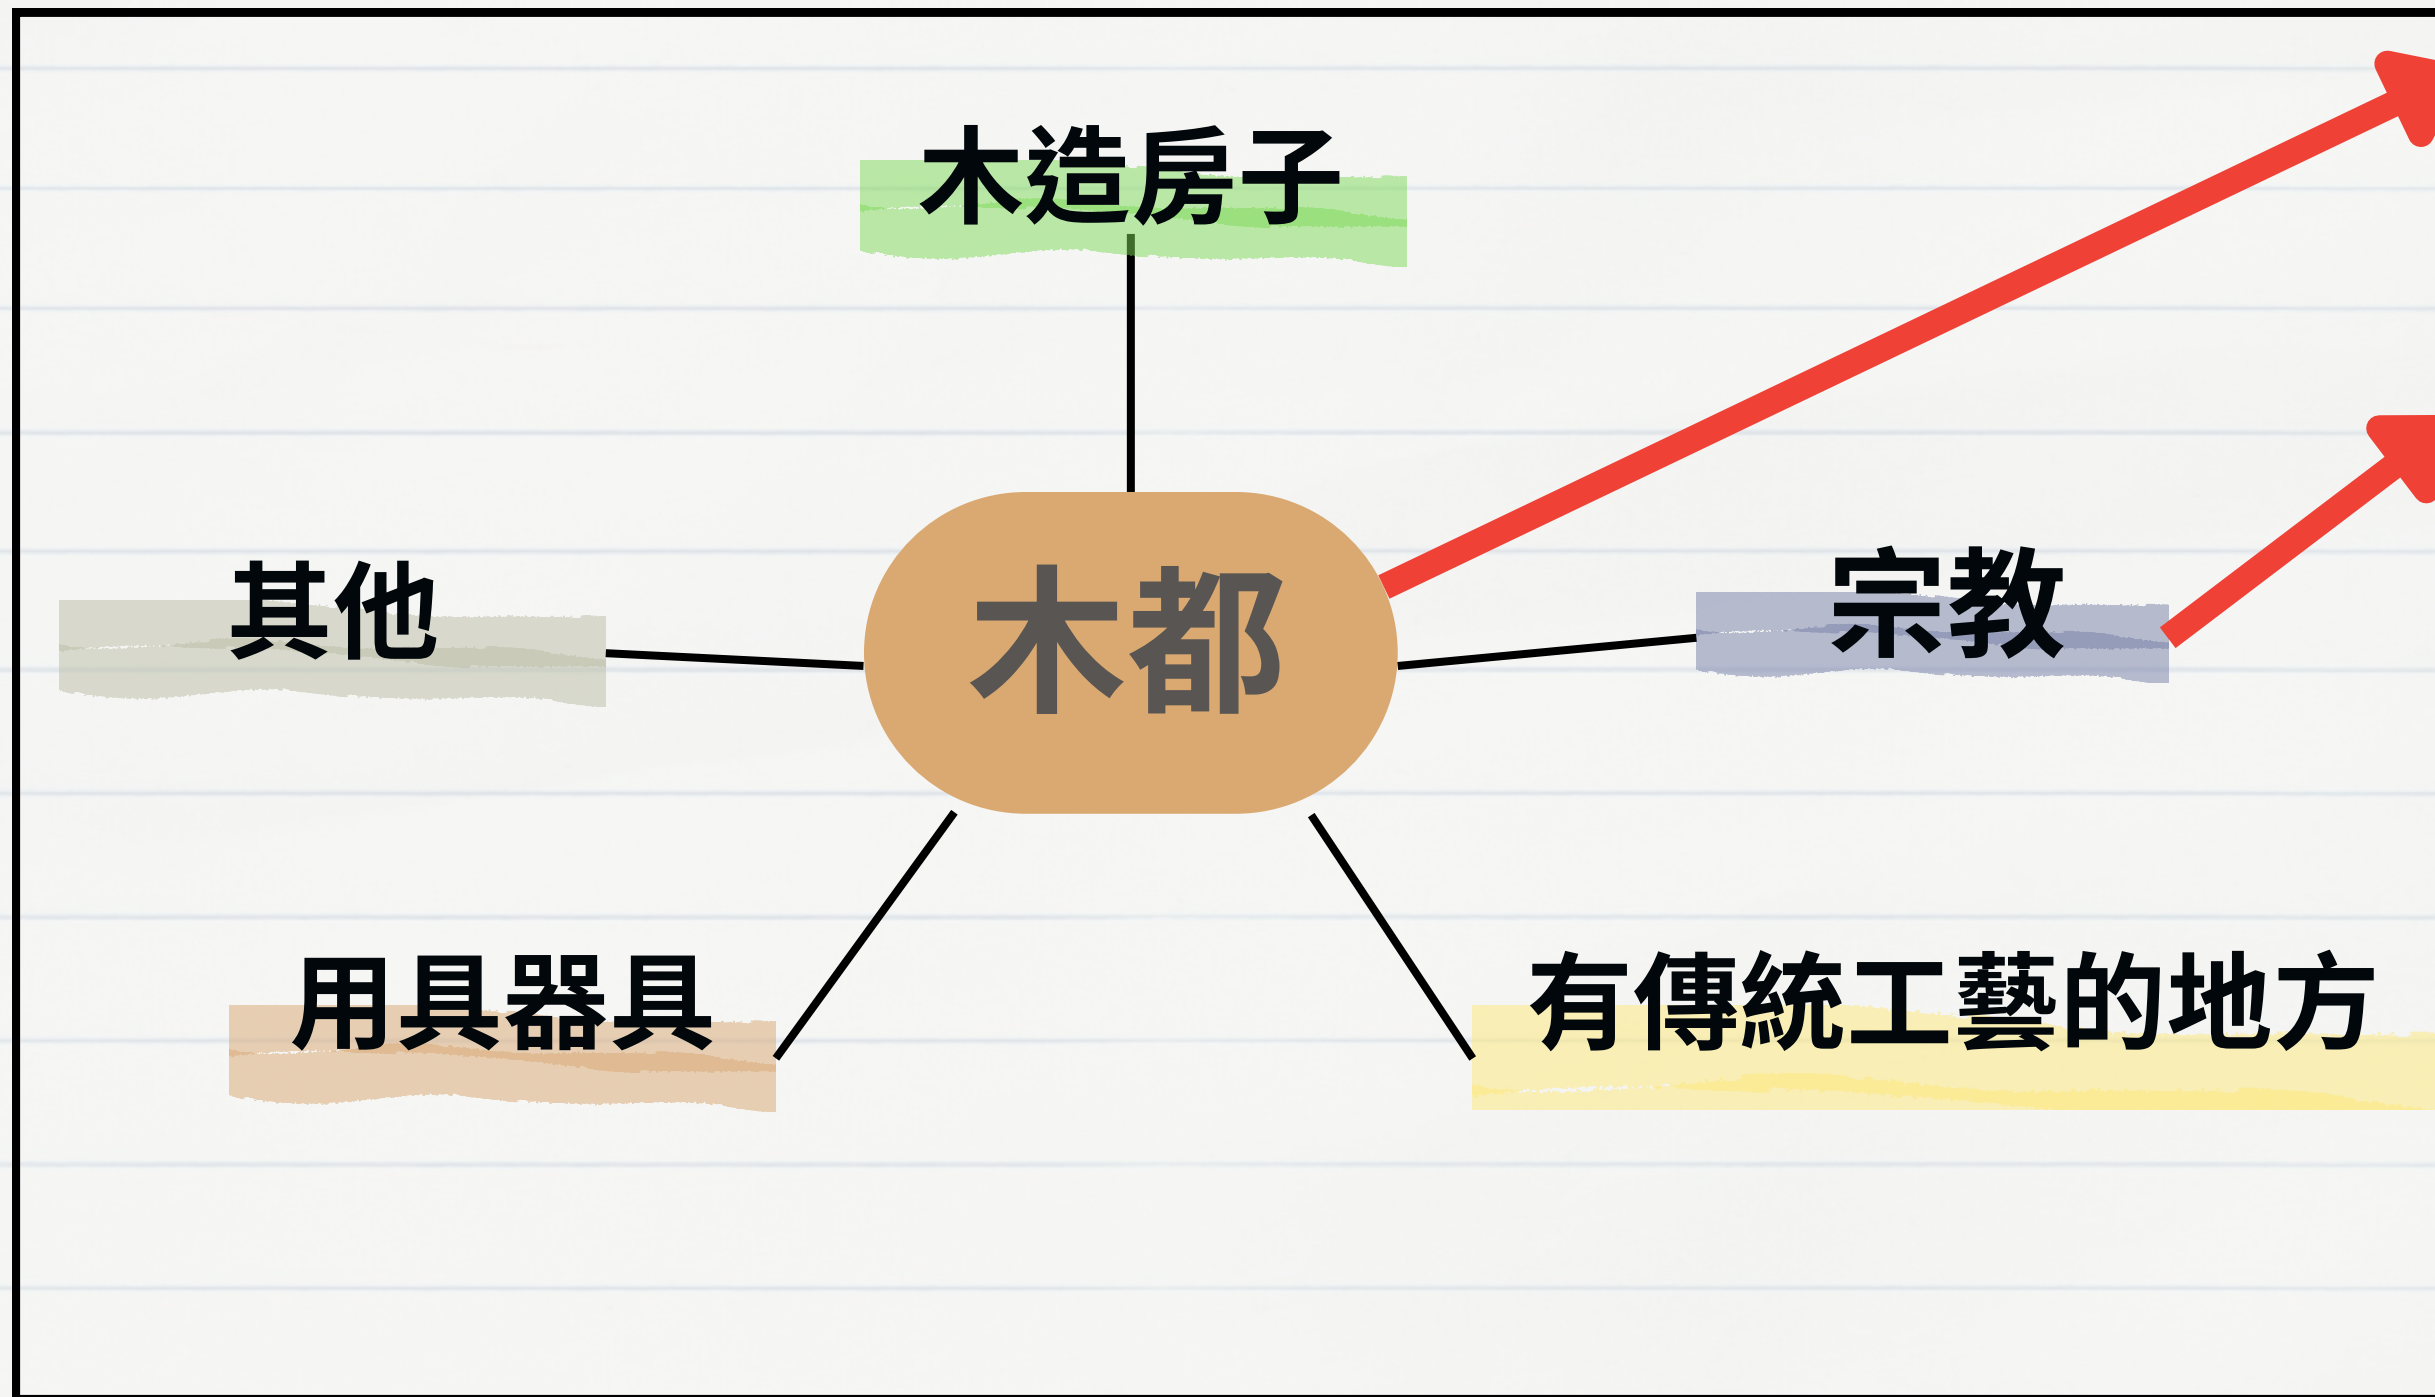 木造房子
其他
木都
宗教
用具器具
有傳統工藝的地方